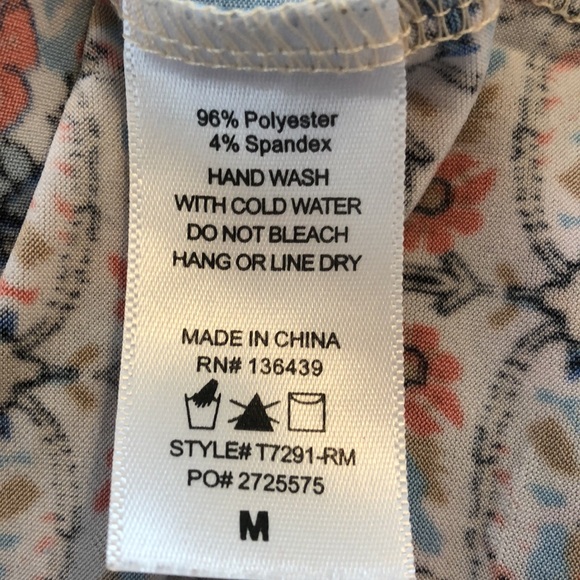 96% Polyester
4% Spandex
HAND WASH
WITH COLD WATER
DO NOT BLEACH
HANG OR LINE DRY
MADE IN CHINA
RN# 136439
STYLE# T7291-RM
PO# 2725575
M